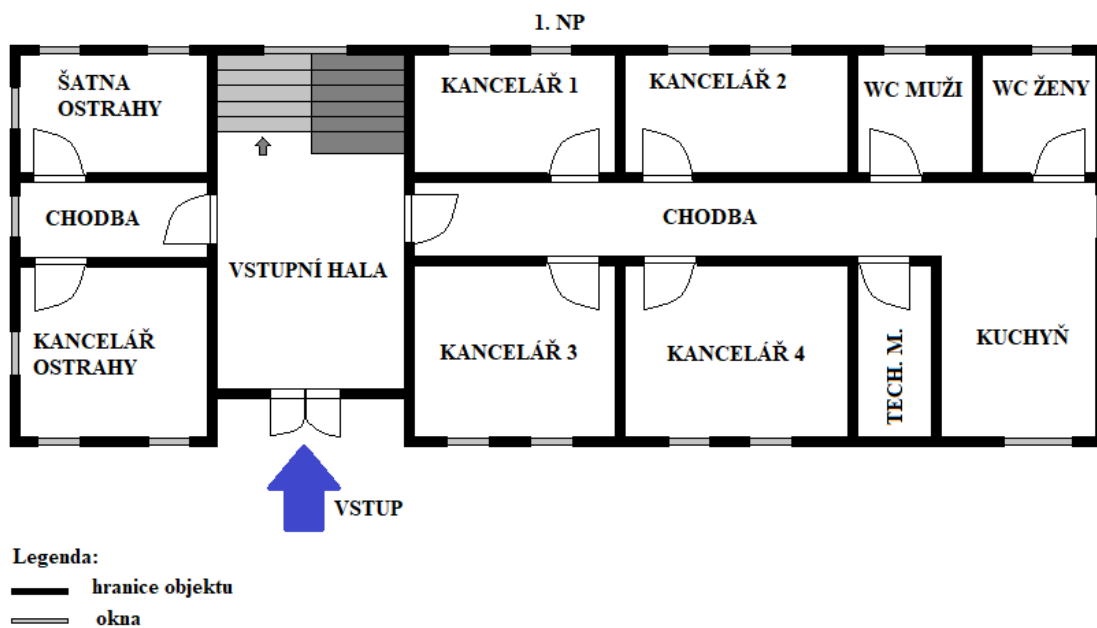 1. NP
ŠATNA
OSTRAHY
KANCELÁŘ 1
KANCELÁŘ 2
WC MUŽI
WC ŽENY
CHODBA
CHODBA
VSTUPNÍ HALA
KANCELÁŘ
OSTRAHY
KANCELÁŘ 3
KANCELÁŘ 4
TECH. M.
KUCHYŇ
VSTUP
Legenda:
hranice objektu
okna